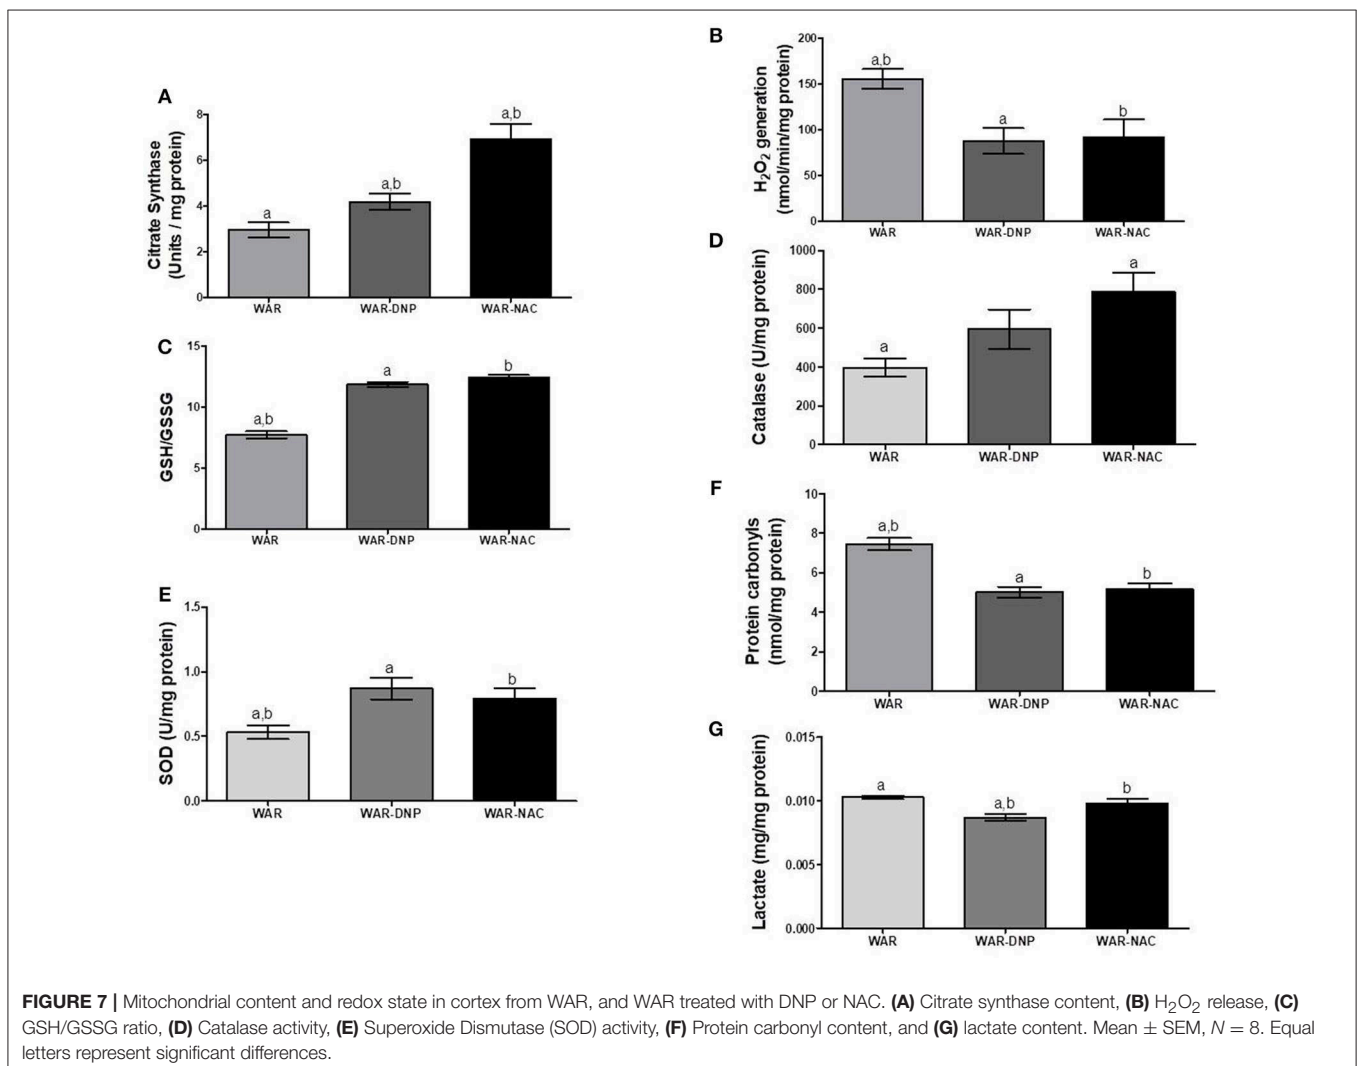 A
Citrate Synthase
(Units / mg protein)
8
6
4
2
0
a
a,b
a,b
WAR
WAR-DNP
WAR-NAC
B
H2O2 generation
(nmol/min/mg protein)
200
150
100
50
0
a,b
a
b
WAR
WAR-DNP
WAR-NAC
C
GSH/GSSG
15
10
5
0
a,b
a
b
WAR
WAR-DNP
WAR-NAC
D
Catalase (U/mg protein)
1000
800
600
400
200
0
a
a
WAR
WAR-DNP
WAR-NAC
E
SOD (U/mg protein)
1.5
1.0
0.5
0.0
a,b
a
b
WAR
WAR-DNP
WAR-NAC
F
Protein carbonyls
(nmol/mg protein)
10
8
6
4
2
0
a,b
a
b
WAR
WAR-DNP
WAR-NAC
G
Lactate (mg/mg protein)
0.015
0.010
0.005
0.000
a
a,b
b
WAR
WAR-DNP
WAR-NAC
FIGURE 7 | Mitochondrial content and redox state in cortex from WAR, and WAR treated with DNP or NAC. (A) Citrate synthase content, (B) H2O2 release, (C)
GSH/GSSG ratio, (D) Catalase activity, (E) Superoxide Dismutase (SOD) activity, (F) Protein carbonyl content, and (G) lactate content. Mean ± SEM, N = 8. Equal
letters represent significant differences.